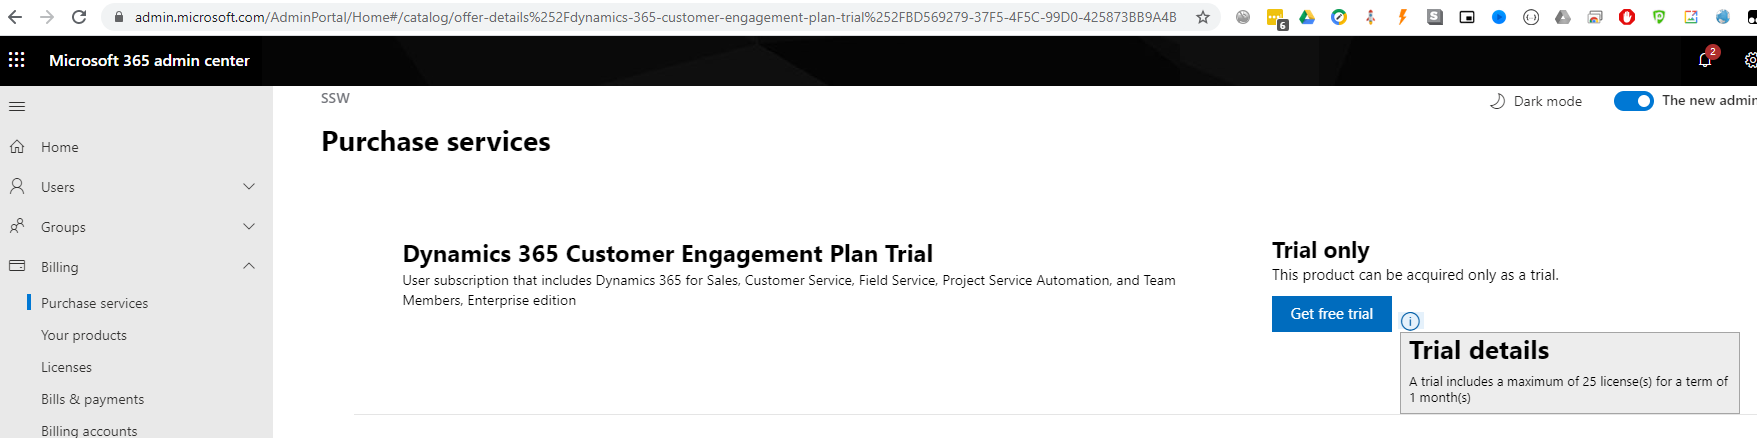 admin.microsoft.com/AdminPortal/Home#/catalog/offer-details%252Fdynamics-365-customer-engagement-plan-trial%252FBD569279-37F5-4F5C-99D0-425873BB9A4B
6
Microsoft 365 admin center
2
SSW
Dark mode
The new admin
Purchase services
Home
Users
Groups
Billing
Purchase services
Your products
Licenses
Bills & payments
Billing accounts
Dynamics 365 Customer Engagement Plan Trial
User subscription that includes Dynamics 365 for Sales, Customer Service, Field Service, Project Service Automation, and Team
Members, Enterprise edition
Trial only
This product can be acquired only as a trial.
Get free trial
Trial details
A trial includes a maximum of 25 license(s) for a term of
1 month(s)